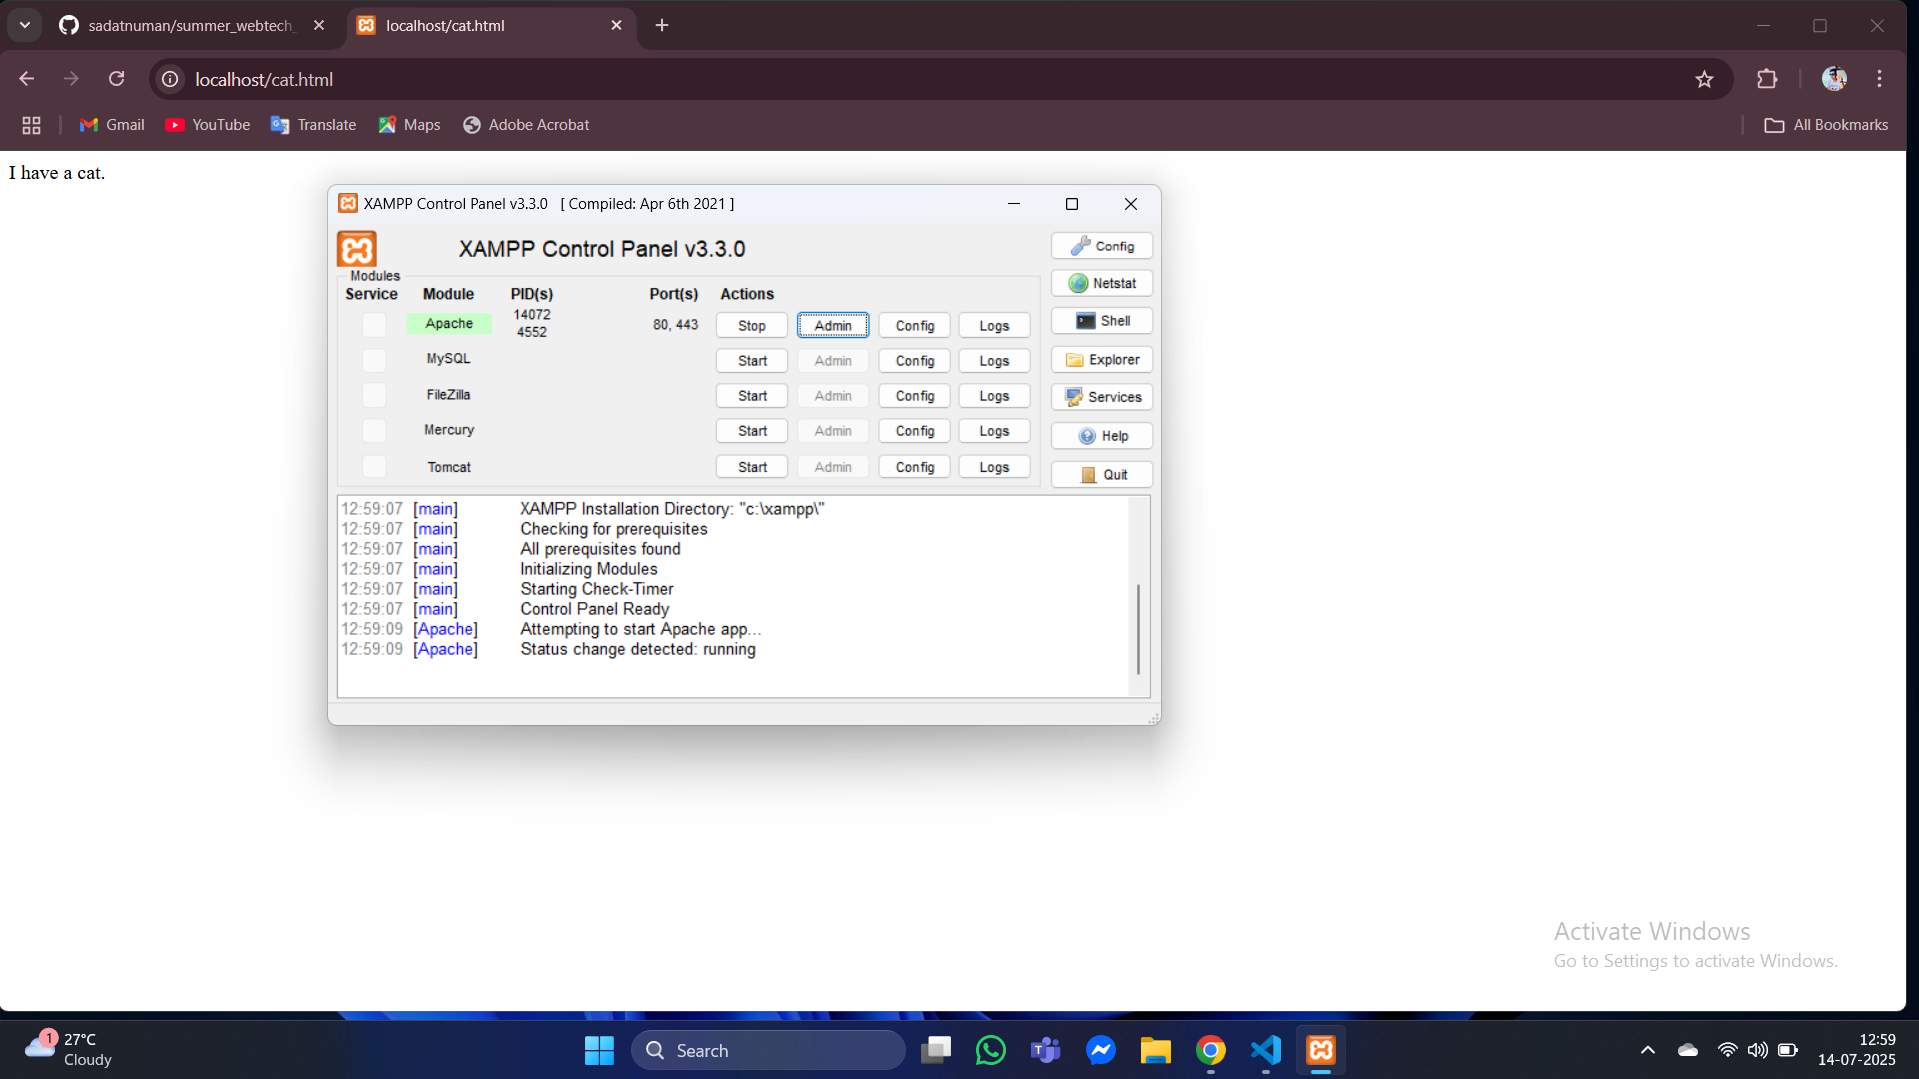 sadatnuman/summer_webtech_
localhost/cat.html
localhost/cat.html
Gmail
YouTube
Translate
Maps
Adobe Acrobat
All Bookmarks
I have a cat.
XAMPP Control Panel v3.3.0 [ Compiled: Apr 6th 2021 ]
XAMPP Control Panel v3.3.0
Modules
Service Module PID(s) Port(s) Actions
Apache 14072 4552 80, 443 Stop Admin Config Logs
MySQL Start Admin Config Logs
FileZilla Start Admin Config Logs
Mercury Start Admin Config Logs
Tomcat Start Admin Config Logs
Config
Netstat
Shell
Explorer
Services
Help
Quit
12:59:07 [main] XAMPP Installation Directory: "c:\xampp\"
12:59:07 [main] Checking for prerequisites
12:59:07 [main] All prerequisites found
12:59:07 [main] Initializing Modules
12:59:07 [main] Starting Check-Timer
12:59:07 [main] Control Panel Ready
12:59:09 [Apache] Attempting to start Apache app...
12:59:09 [Apache] Status change detected: running
Activate Windows
Go to Settings to activate Windows.
1
27°C
Cloudy
Search
12:59
14-07-2025